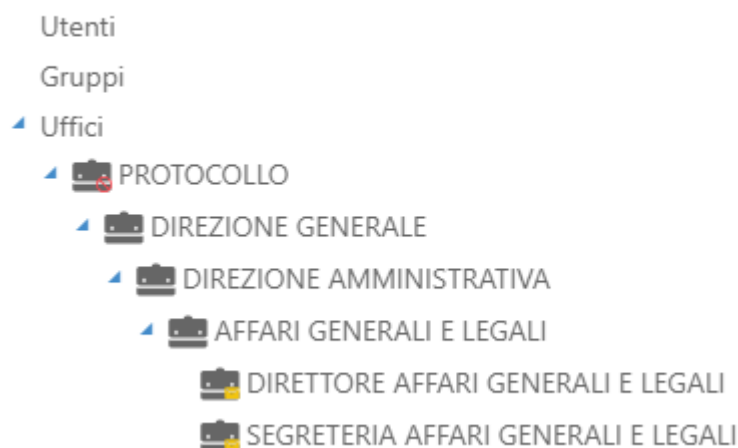 Utenti
Gruppi
Uffici
PROTOCOLLO
DIREZIONE GENERALE
DIREZIONE AMMINISTRATIVA
AFFARI GENERALI E LEGALI
DIRETTORE AFFARI GENERALI E LEGALI
SEGRETERIA AFFARI GENERALI E LEGALI